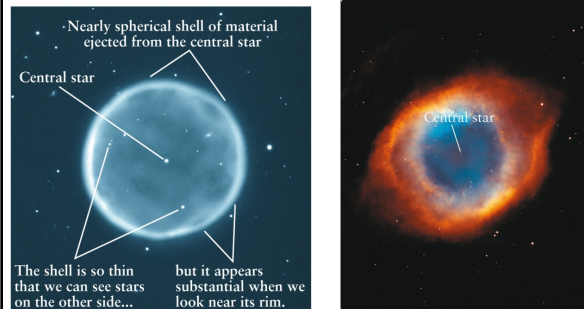 Nearly spherical shell of material
ejected from the central star
Central star
The shell is so thin
that we can see stars
on the other side...
but it appears
substantial when we
look near its rim.
Central star